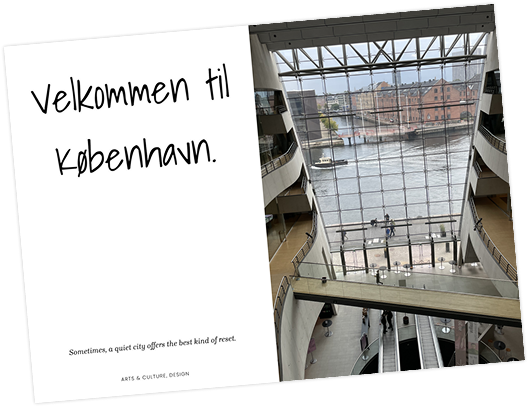 Velkommen til
København.
Sometimes, a quiet city offers the best kind of reset.
ARTS & CULTURE, DESIGN